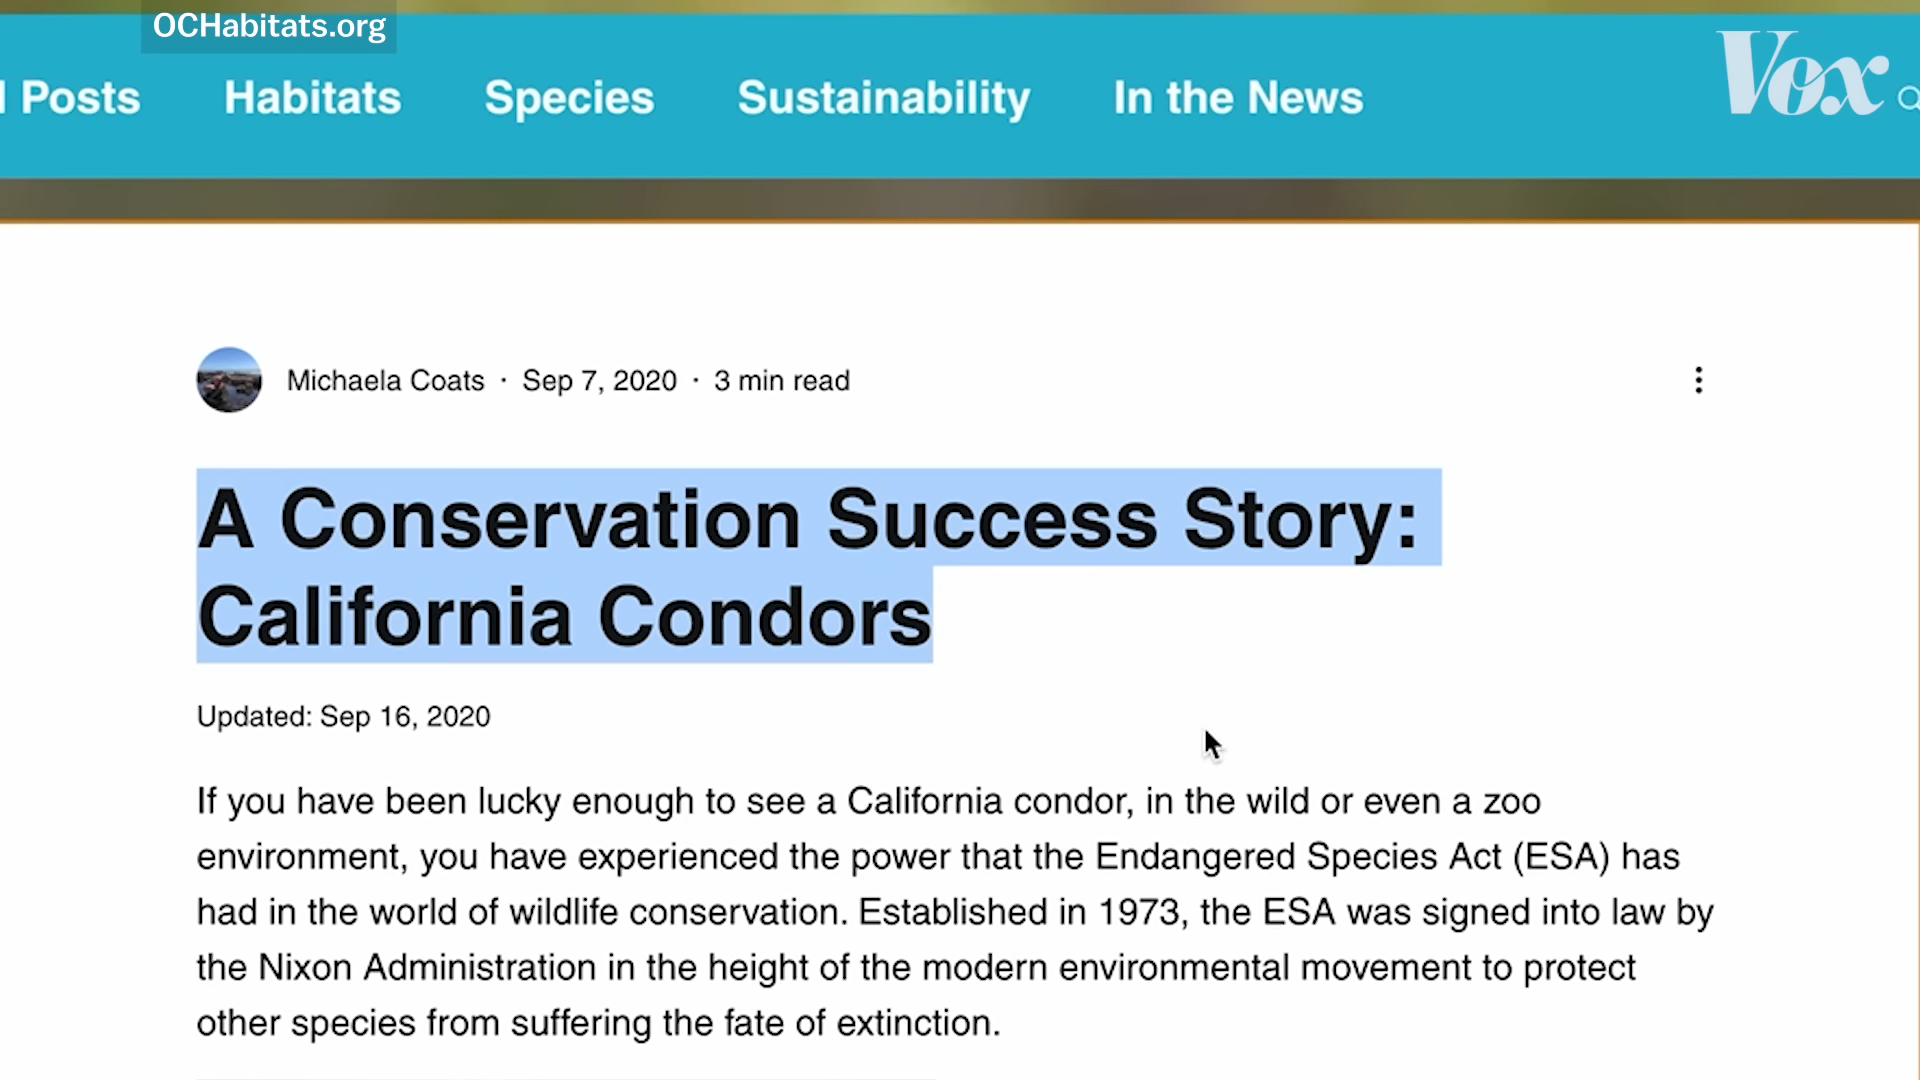 OCHabitats.org
l Posts Habitats Species Sustainability In the News
Vox
Michaela Coats · Sep 7, 2020 · 3 min read
A Conservation Success Story:
California Condors
Updated: Sep 16, 2020
If you have been lucky enough to see a California condor, in the wild or even a zoo
environment, you have experienced the power that the Endangered Species Act (ESA) has
had in the world of wildlife conservation. Established in 1973, the ESA was signed into law by
the Nixon Administration in the height of the modern environmental movement to protect
other species from suffering the fate of extinction.